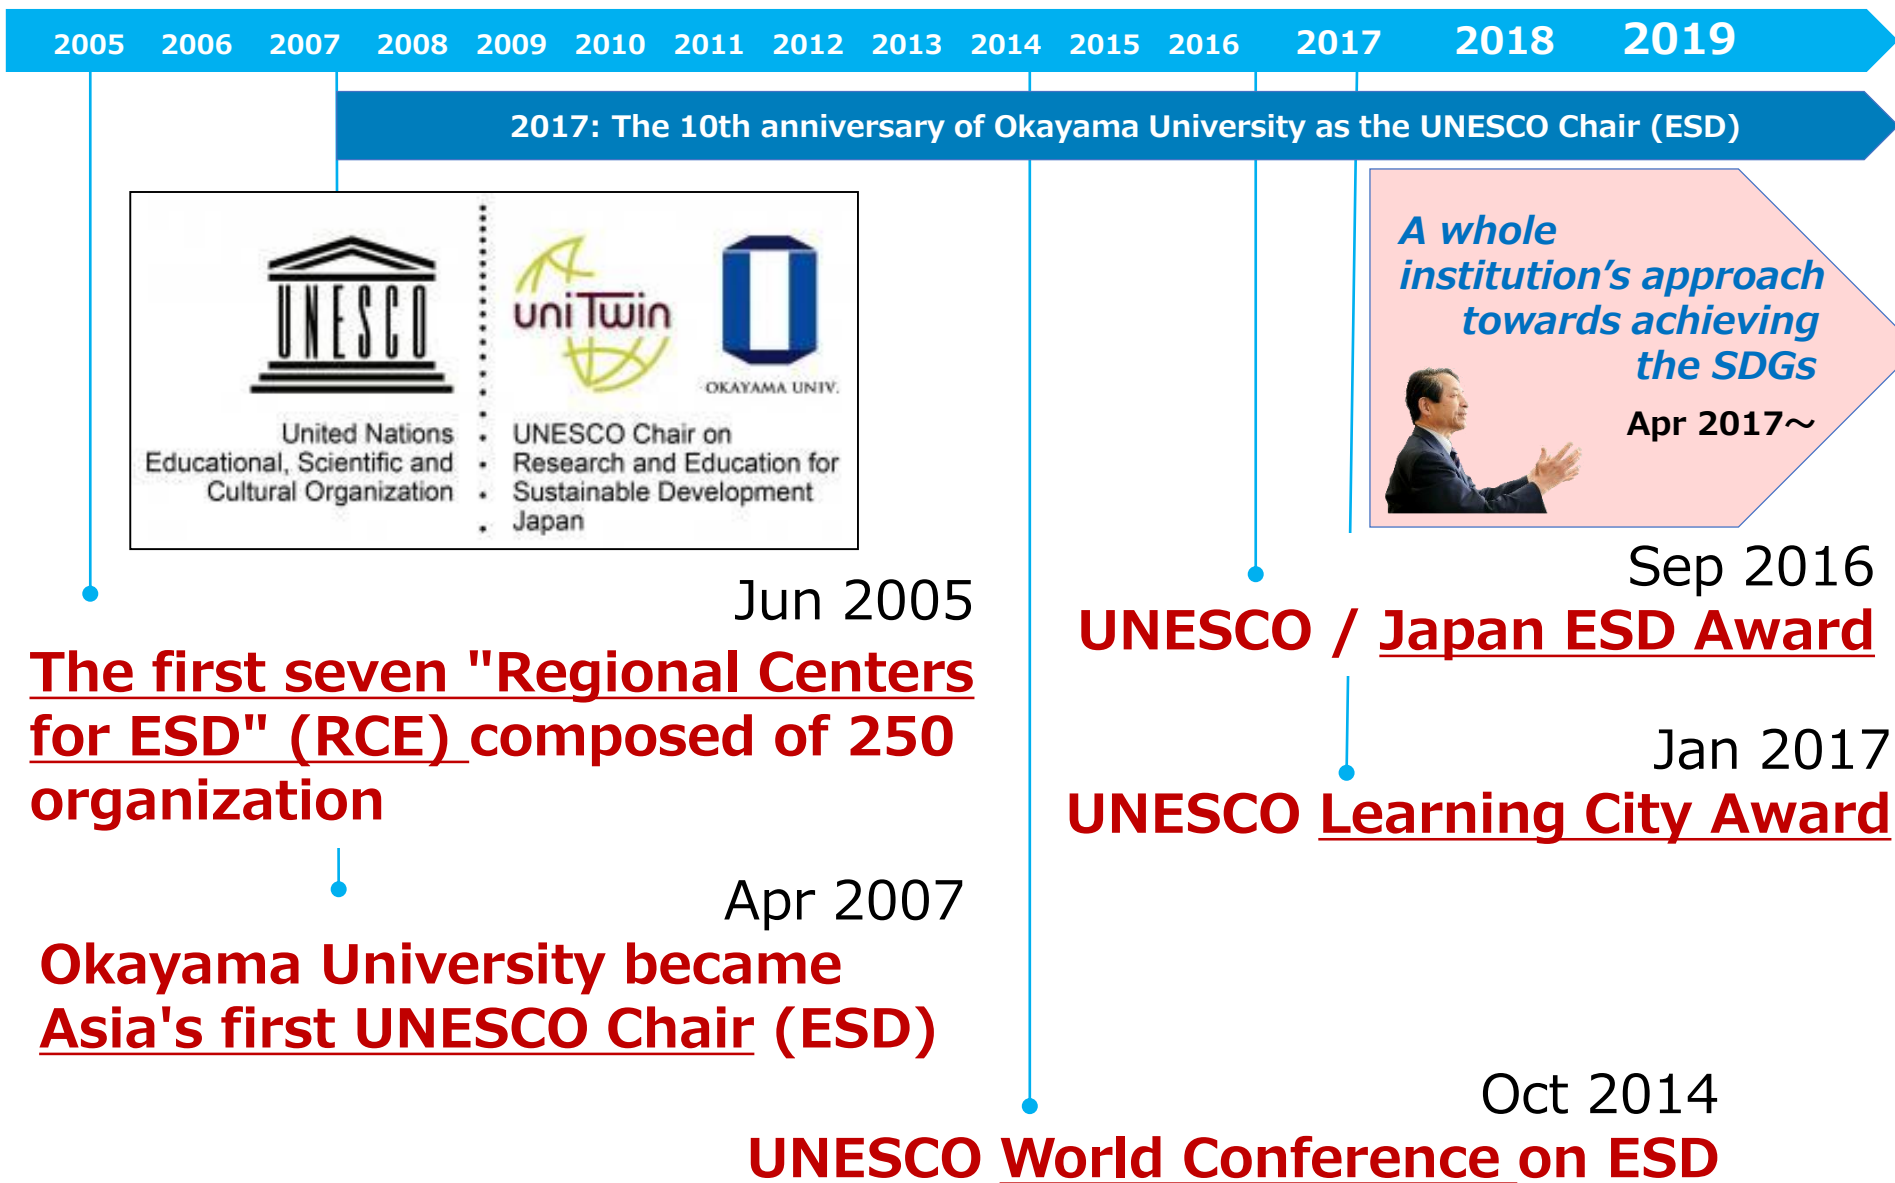 2005 2006 2007 2008 2009 2010 2011 2012 2013 2014 2015 2016 2017 2018 2019
2017: The 10th anniversary of Okayama University as the UNESCO Chair (ESD)
UNESCO
United Nations
Educational, Scientific and
Cultural Organization
uniTwin
OKAYAMA UNIV.
UNESCO Chair on
Research and Education for
Sustainable Development
Japan
A whole
institution's approach
towards achieving
the SDGs
Apr 2017～
Jun 2005
The first seven "Regional Centers
for ESD" (RCE) composed of 250
organization
Apr 2007
Okayama University became
Asia's first UNESCO Chair (ESD)
Sep 2016
UNESCO / Japan ESD Award
Jan 2017
UNESCO Learning City Award
Oct 2014
UNESCO World Conference on ESD